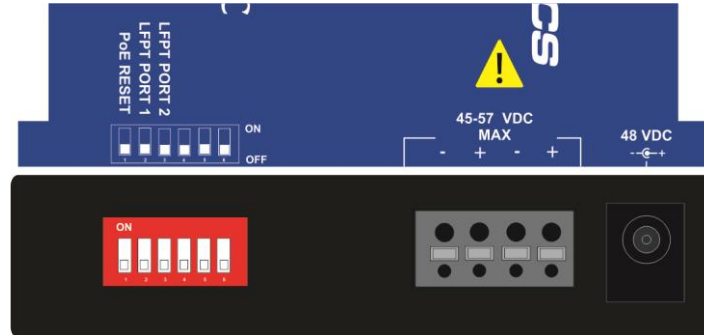 PoE RESET
LFPT PORT 1
LFPT PORT 2
CS
45-57 VDC
MAX
- + - +
48 VDC
- +
ON
OFF
1 2 3 4 5 6
ON
1 2 3 4 5 6